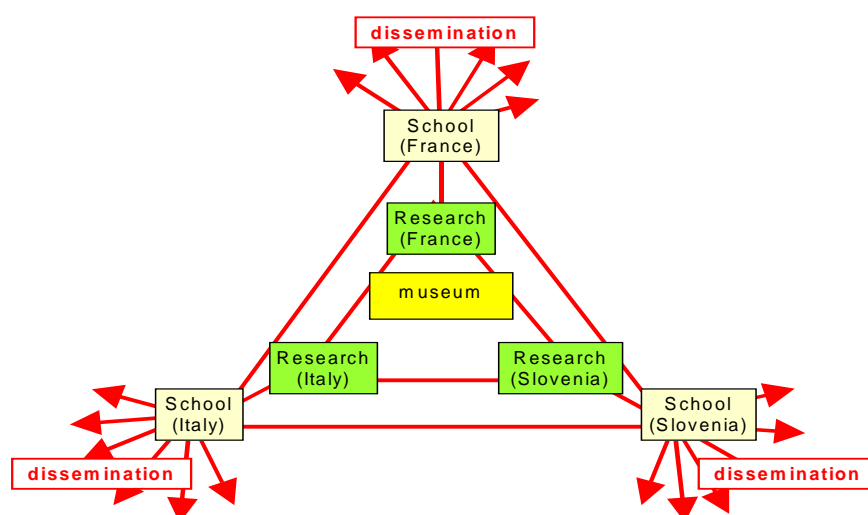 dissemination
School
(France)
Research
(France)
museum
Research
(Italy)
Research
(Slovenia)
School
(Italy)
School
(Slovenia)
dissemination
dissemination